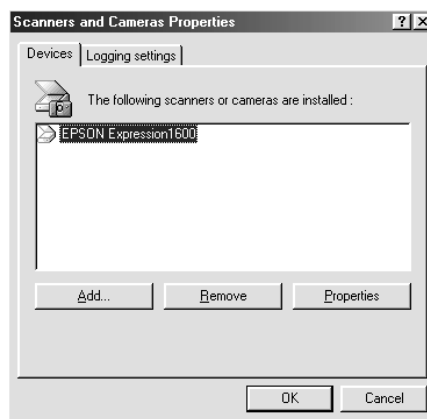 Scanners and Cameras Properties
Devices Logging settings
The following scanners or cameras are installed :
EPSON Expression1600
Add... Remove Properties
OK Cancel